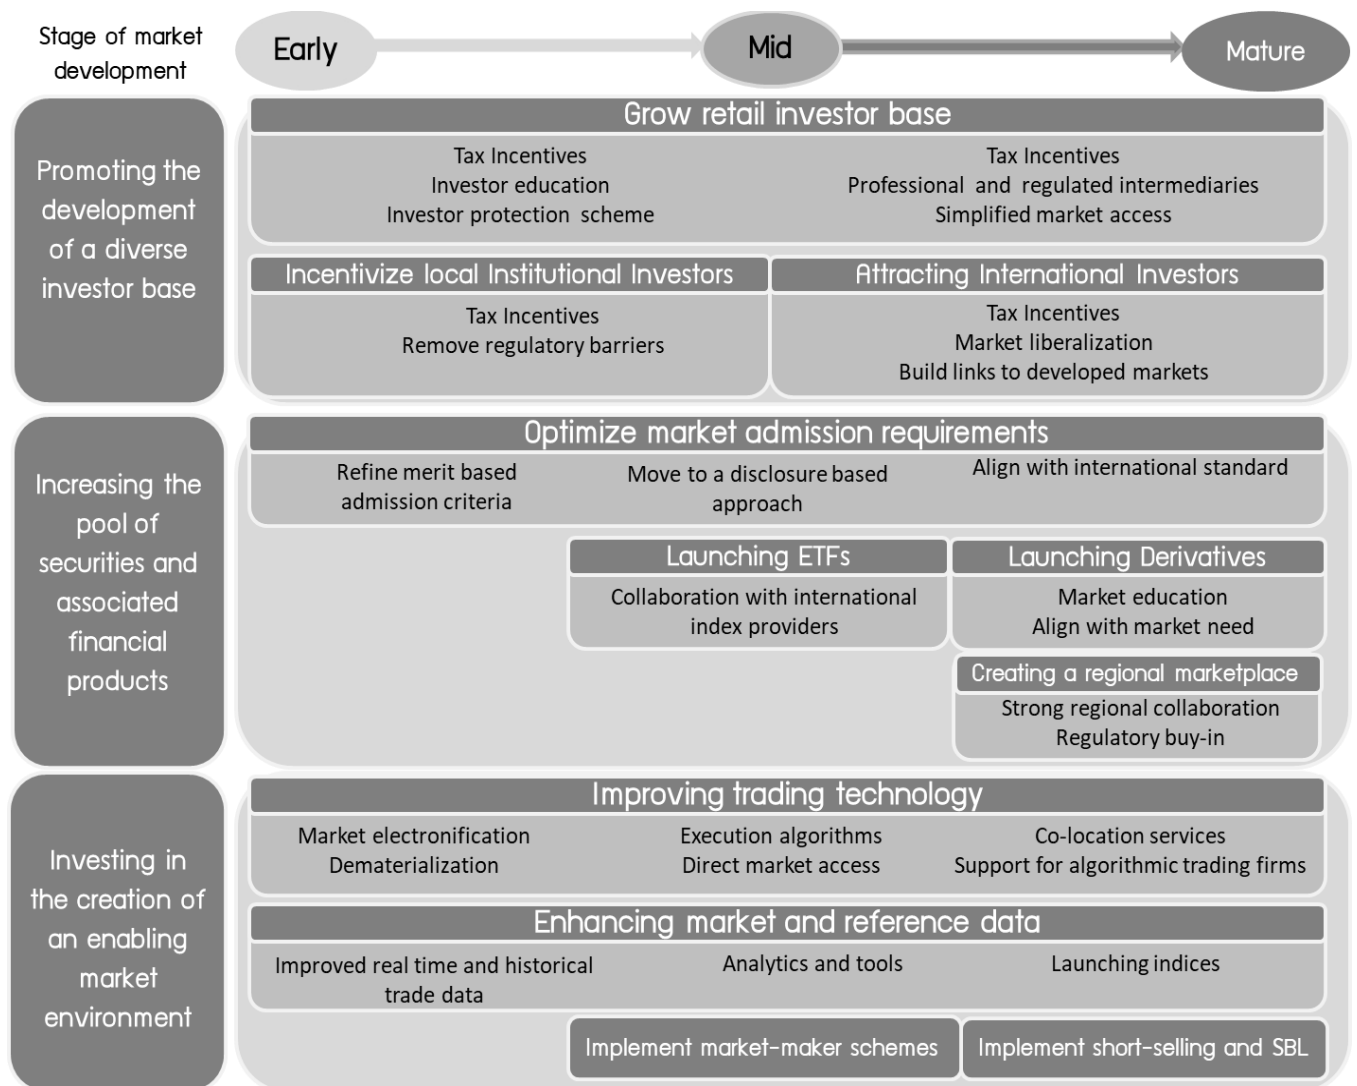 Stage of market
development
Early
Mid
Mature
Promoting the
development
of a diverse
investor base
Grow retail investor base
Tax Incentives
Investor education
Investor protection scheme
Tax Incentives
Professional and regulated intermediaries
Simplified market access
Incentivize local Institutional Investors
Tax Incentives
Remove regulatory barriers
Attracting International Investors
Tax Incentives
Market liberalization
Build links to developed markets
Increasing the
pool of
securities and
associated
financial
products
Optimize market admission requirements
Refine merit based
admission criteria
Move to a disclosure based
approach
Align with international standard
Launching ETFs
Collaboration with international
index providers
Launching Derivatives
Market education
Align with market need
Creating a regional marketplace
Strong regional collaboration
Regulatory buy-in
Investing in
the creation of
an enabling
market
environment
Improving trading technology
Market electronification
Dematerialization
Execution algorithms
Direct market access
Co-location services
Support for algorithmic trading firms
Enhancing market and reference data
Improved real time and historical
trade data
Analytics and tools
Launching indices
Implement market-maker schemes
Implement short-selling and SBL